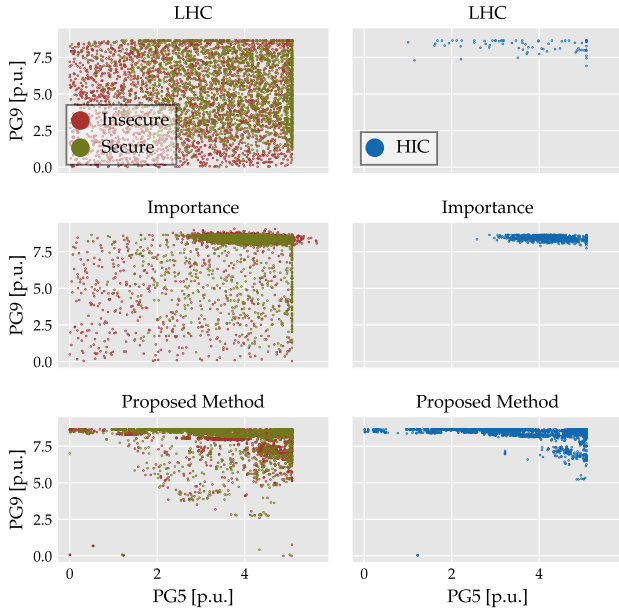 LHC
LHC
PG9 [p.u.]
7.5
5.0
2.5
0.0
Insecure
Secure
HIC
Importance
Importance
PG9 [p.u.]
7.5
5.0
2.5
0.0
Proposed Method
Proposed Method
PG9 [p.u.]
7.5
5.0
2.5
0.0
0 2 4
0 2 4
PG5 [p.u.]
PG5 [p.u.]